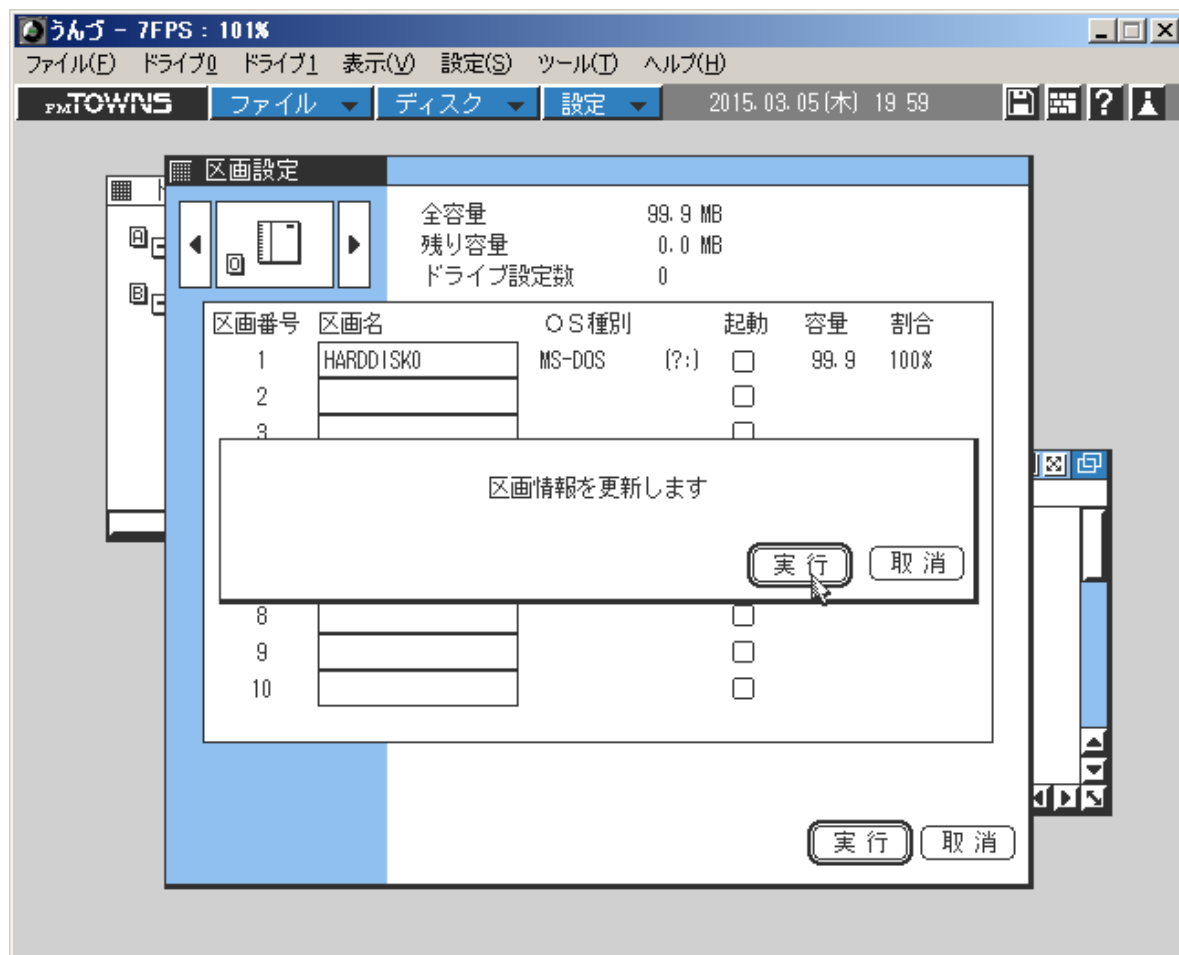 うんづ - 7FPS : 101%
ファイル(F) ドライブ0 ドライブ1 表示(V) 設定(S) ツール(T) ヘルプ(H)
FMTOWNS ファイル ディスク 設定 2015.03.05(木) 19 59
区画設定
全容量 99.9 MB
残り容量 0.0 MB
ドライブ設定数 0
A
B
0
区画番号 区画名 OS種別 起動 容量 割合
1 HARDDISK0 MS-DOS (?:) 99.9 100%
2
3
区画情報を更新します
実行 取消
8
9
10
実行 取消